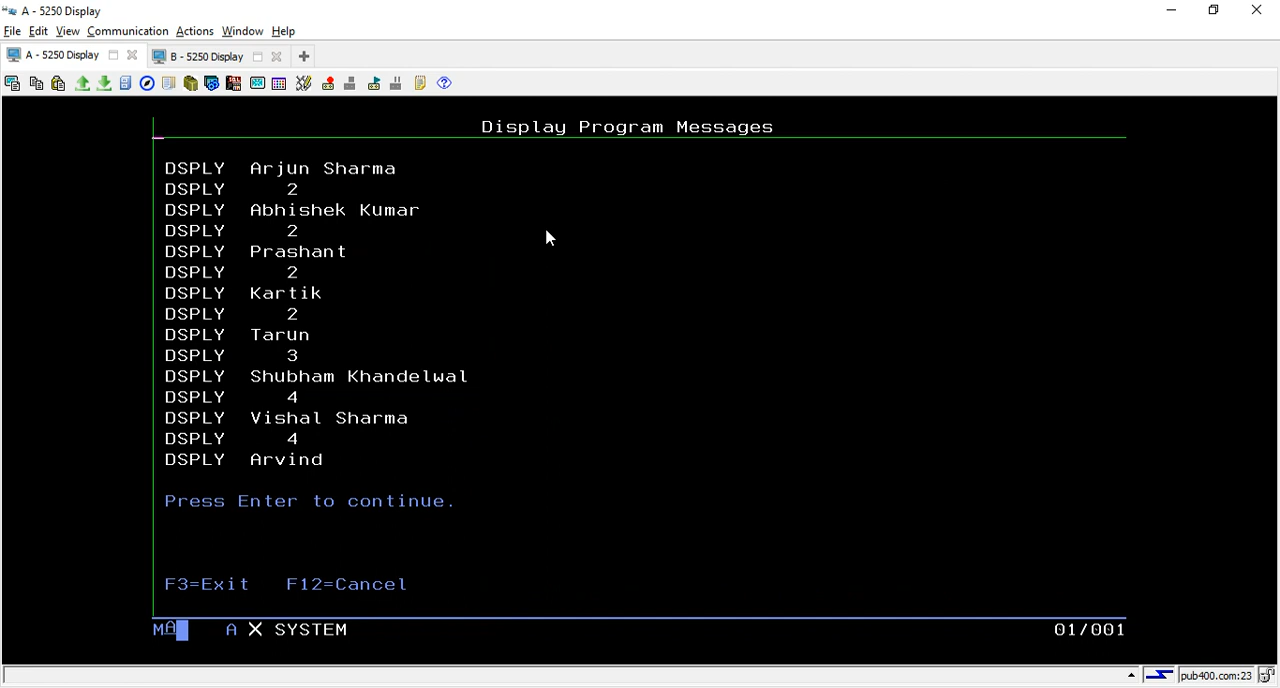 A - 5250 Display
File Edit View Communication Actions Window Help
A - 5250 Display B - 5250 Display
Display Program Messages
DSPLY Arjun Sharma
DSPLY 2
DSPLY Abhishek Kumar
DSPLY 2
DSPLY Prashant
DSPLY 2
DSPLY Kartik
DSPLY 2
DSPLY Tarun
DSPLY 3
DSPLY Shubham Khandelwal
DSPLY 4
DSPLY Vishal Sharma
DSPLY 4
DSPLY Arvind
Press Enter to continue.
F3=Exit F12=Cancel
MA A X SYSTEM 01/001
pub400.com:23